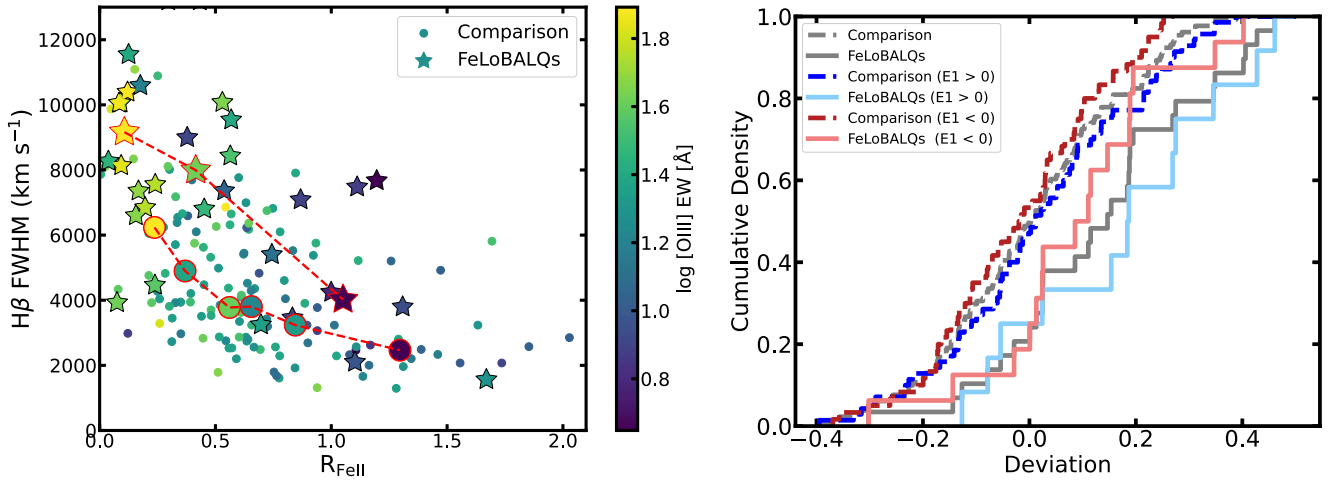 12000
10000
8000
6000
4000
2000
0
0.0 0.5 1.0 1.5 2.0
Hβ FWHM (km s⁻¹)
R_FeII
Comparison
FeLoBALQs
1.8
1.6
1.4
1.2
1.0
0.8
log [OIII] EW [Å]
1.0
0.8
0.6
0.4
0.2
0.0
−0.4 −0.2 0.0 0.2 0.4
Cumulative Density
Deviation
Comparison
FeLoBALQs
Comparison (E1 > 0)
FeLoBALQs (E1 > 0)
Comparison (E1 < 0)
FeLoBALQs (E1 < 0)